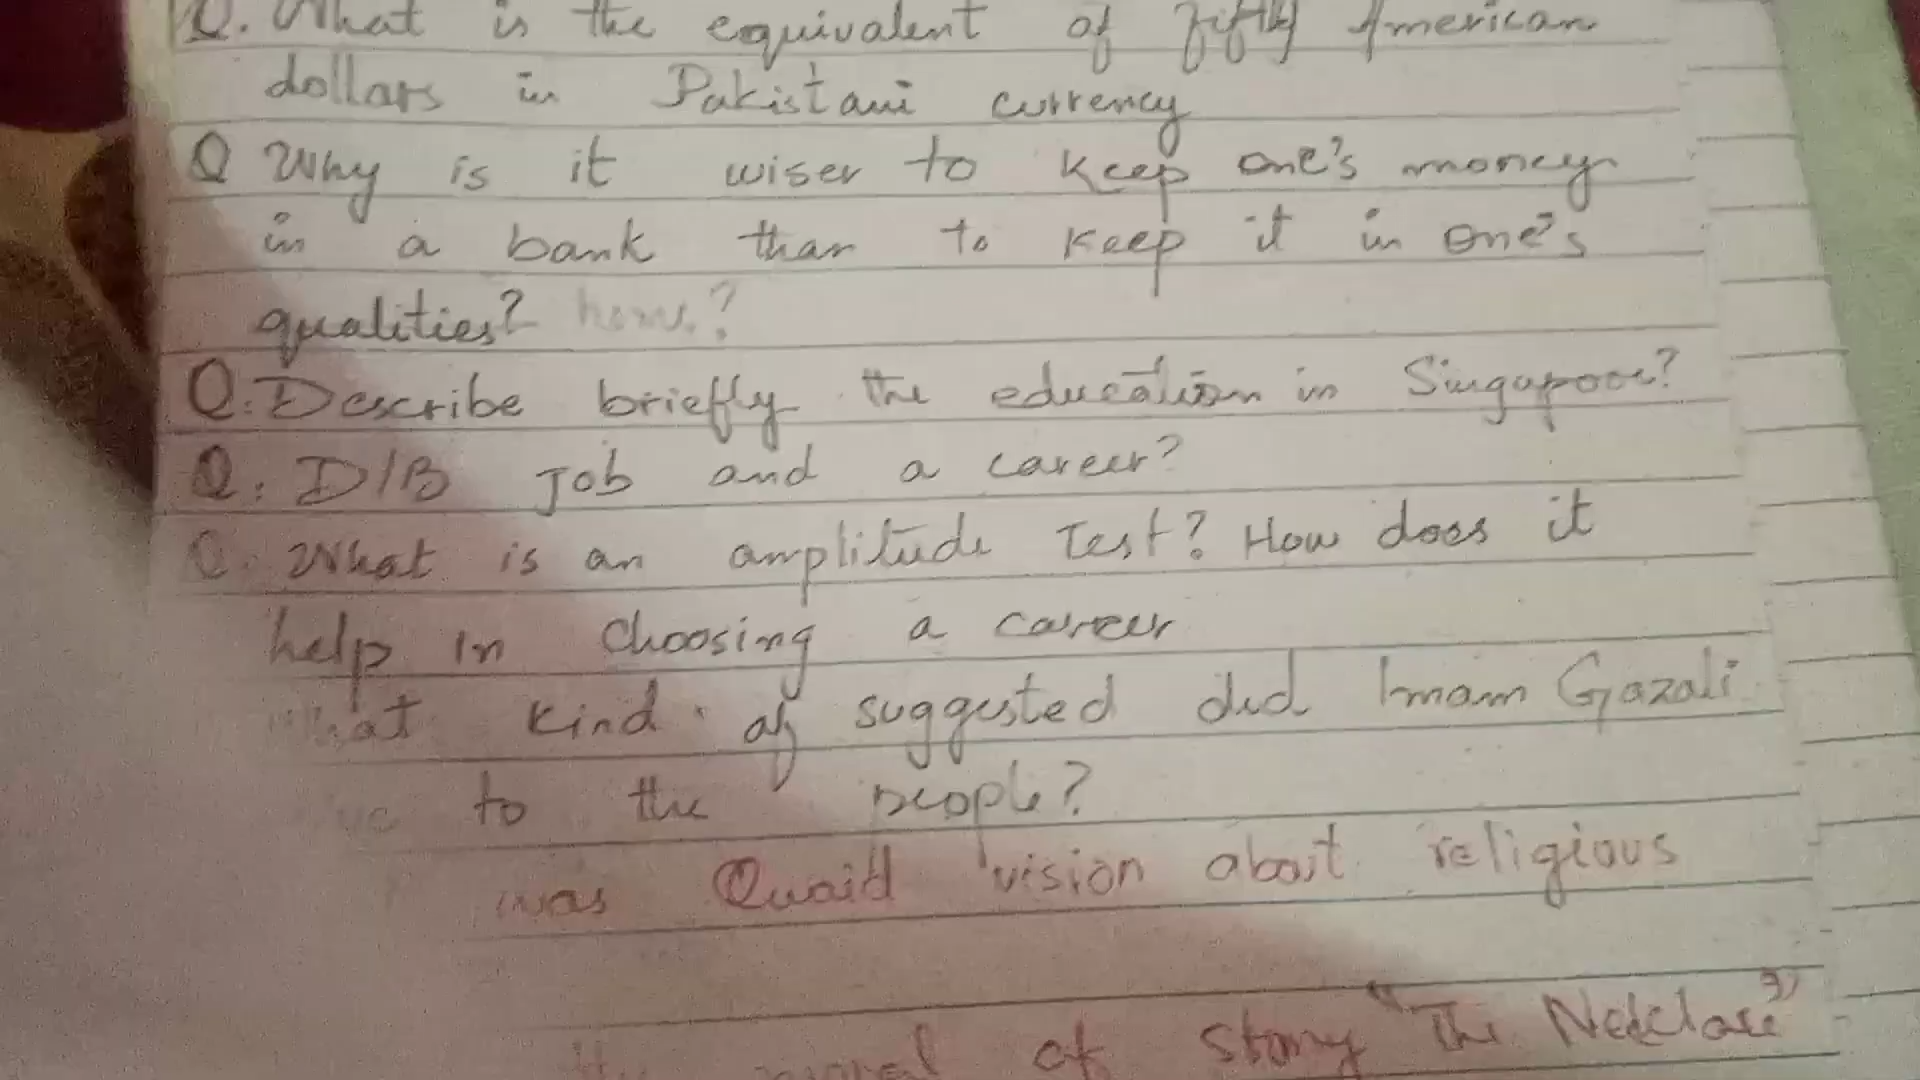 Q. What is the equivalent of fifty American
dollars in Pakistani currency
Q Why is it wiser to keep one's money
in a bank than to keep it in one's
qualities? home?
Q. Describe briefly the education in Singapore?
Q. D/B Job and a career?
Q. What is an amplitude Test? How does it
help in choosing a career
kind of suggested did Imam Gazali
to the people?
was Quaid vision about religious
moral of story "The Necklace"